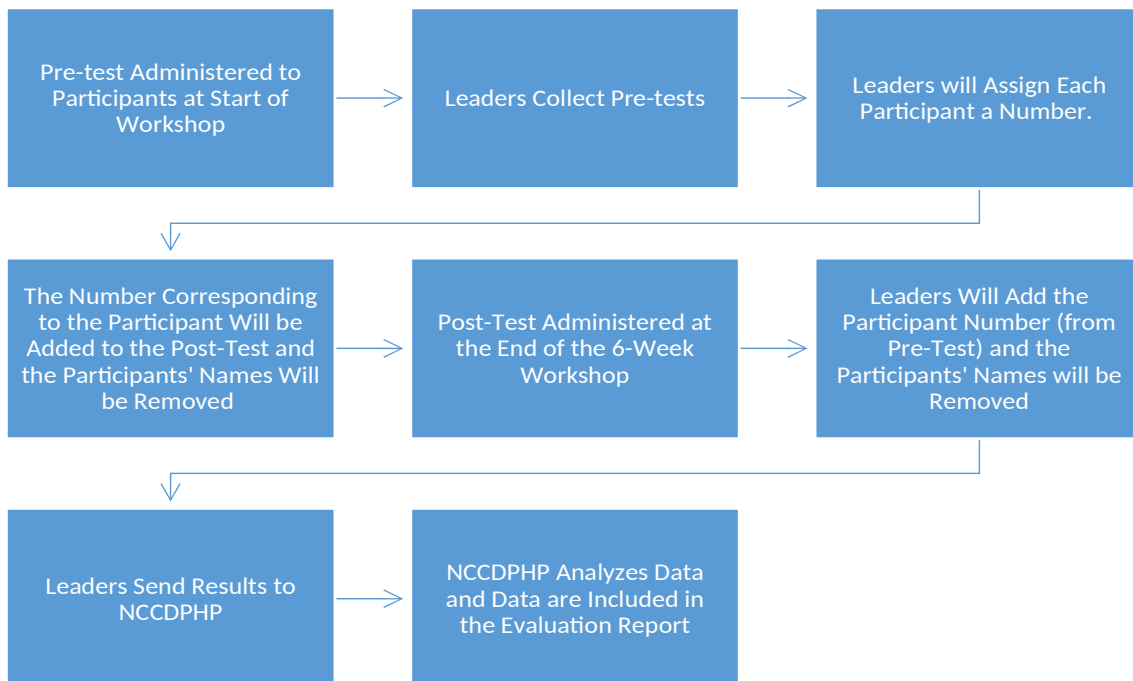 Pre-test Administered to
Participants at Start of
Workshop
Leaders Collect Pre-tests
Leaders will Assign Each
Participant a Number.
The Number Corresponding
to the Participant Will be
Added to the Post-Test and
the Participants' Names Will
be Removed
Post-Test Administered at
the End of the 6-Week
Workshop
Leaders Will Add the
Participant Number (from
Pre-Test) and the
Participants' Names will be
Removed
Leaders Send Results to
NCCDPHP
NCCDPHP Analyzes Data
and Data are Included in
the Evaluation Report